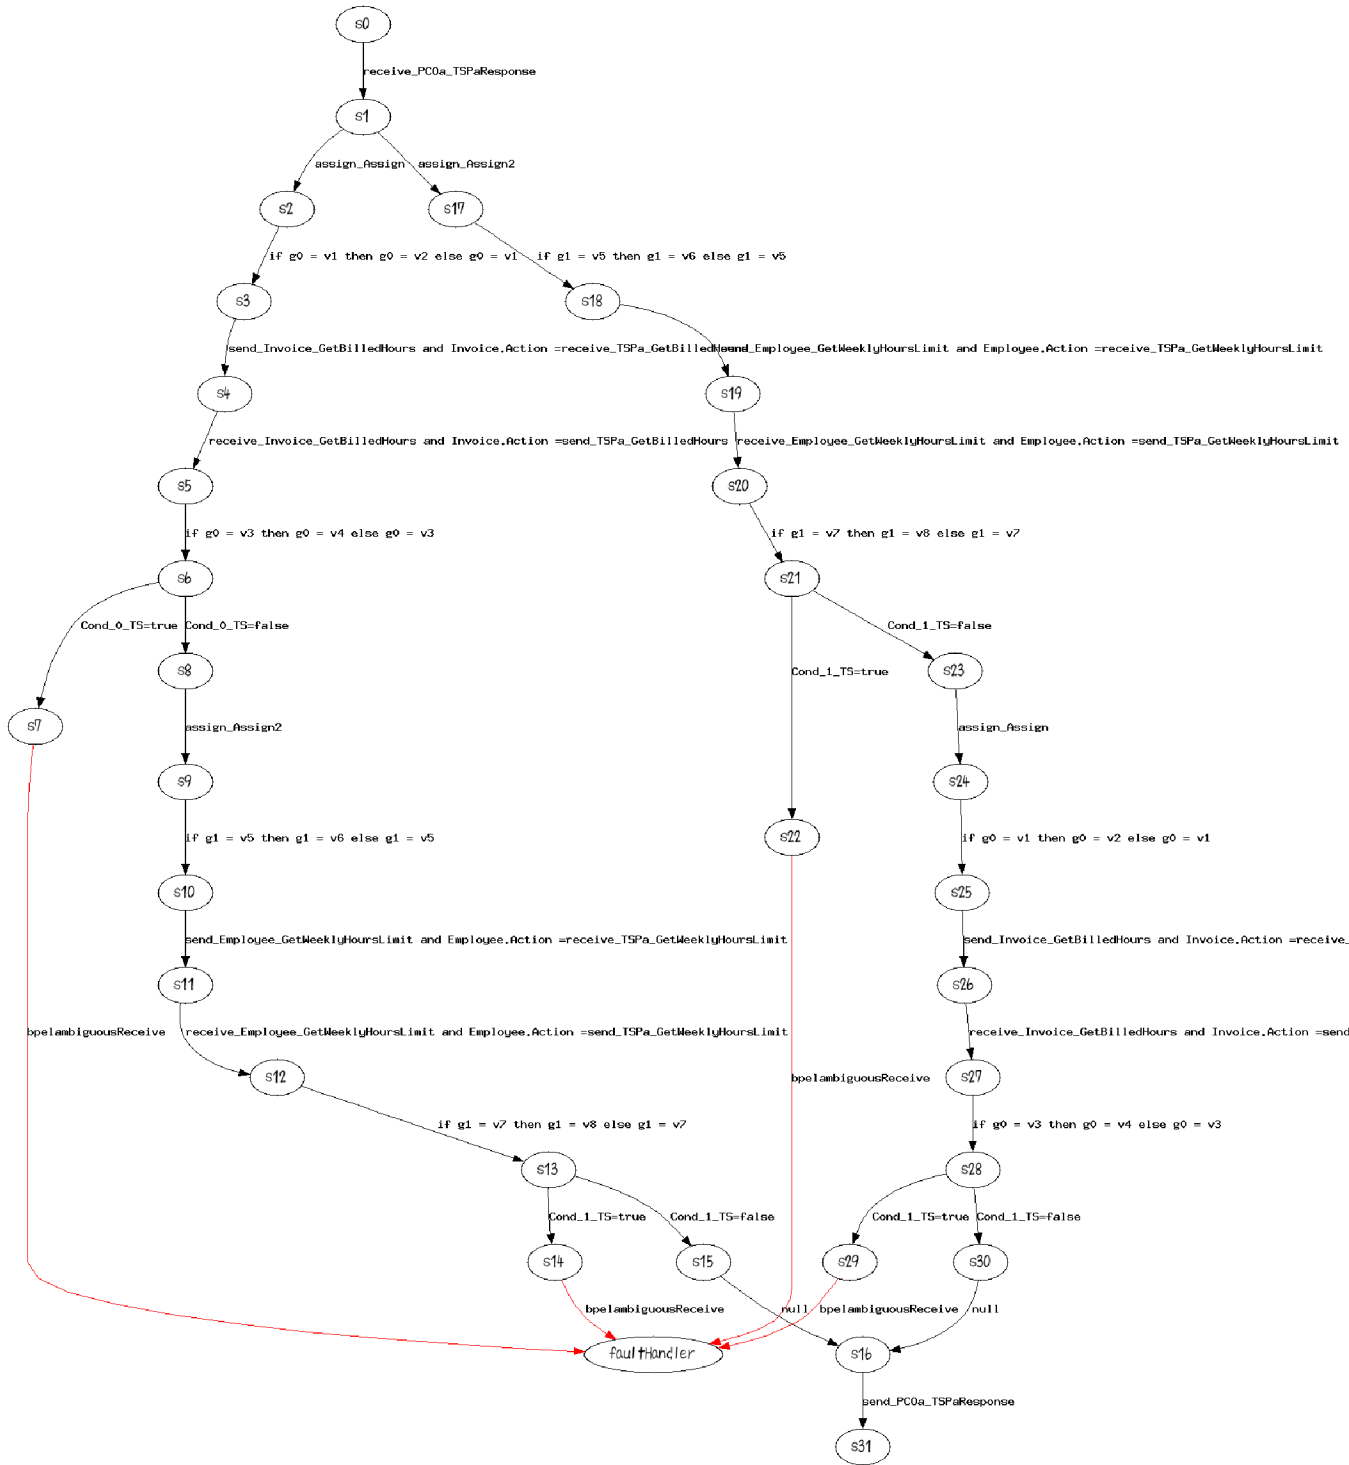 s0
receive_PCOa_TSPaResponse
s1
assign_Assign assign_Assign2
s2 s17
if g0 = v1 then g0 = v2 else g0 = v1 if g1 = v5 then g1 = v6 else g1 = v5
s3 s18
send_Invoice_GetBilledHours and Invoice.Action =receive_TSPa_GetBilledHours send_Employee_GetWeeklyHoursLimit and Employee.Action =receive_TSPa_GetWeeklyHoursLimit
s4 s19
receive_Invoice_GetBilledHours and Invoice.Action =send_TSPa_GetBilledHours receive_Employee_GetWeeklyHoursLimit and Employee.Action =send_TSPa_GetWeeklyHoursLimit
s5 s20
if g0 = v3 then g0 = v4 else g0 = v3 if g1 = v7 then g1 = v8 else g1 = v7
s6 s21
Cond_0_TS=true Cond_0_TS=false Cond_1_TS=false
s8 Cond_1_TS=true s23
s7 assign_Assign2 assign_Assign
s9 s24
if g1 = v5 then g1 = v6 else g1 = v5 s22 if g0 = v1 then g0 = v2 else g0 = v1
s10 s25
send_Employee_GetWeeklyHoursLimit and Employee.Action =receive_TSPa_GetWeeklyHoursLimit send_Invoice_GetBilledHours and Invoice.Action =receive_
s11 s26
bpelambiguousReceive receive_Employee_GetWeeklyHoursLimit and Employee.Action =send_TSPa_GetWeeklyHoursLimit receive_Invoice_GetBilledHours and Invoice.Action =send
s12 bpelambiguousReceive s27
if g1 = v7 then g1 = v8 else g1 = v7 if g0 = v3 then g0 = v4 else g0 = v3
s13 s28
Cond_1_TS=true Cond_1_TS=false Cond_1_TS=true Cond_1_TS=false
s14 s15 s29 s30
bpelambiguousReceive null bpelambiguousReceive null
faultHandler s16
send_PCOa_TSPaResponse
s31